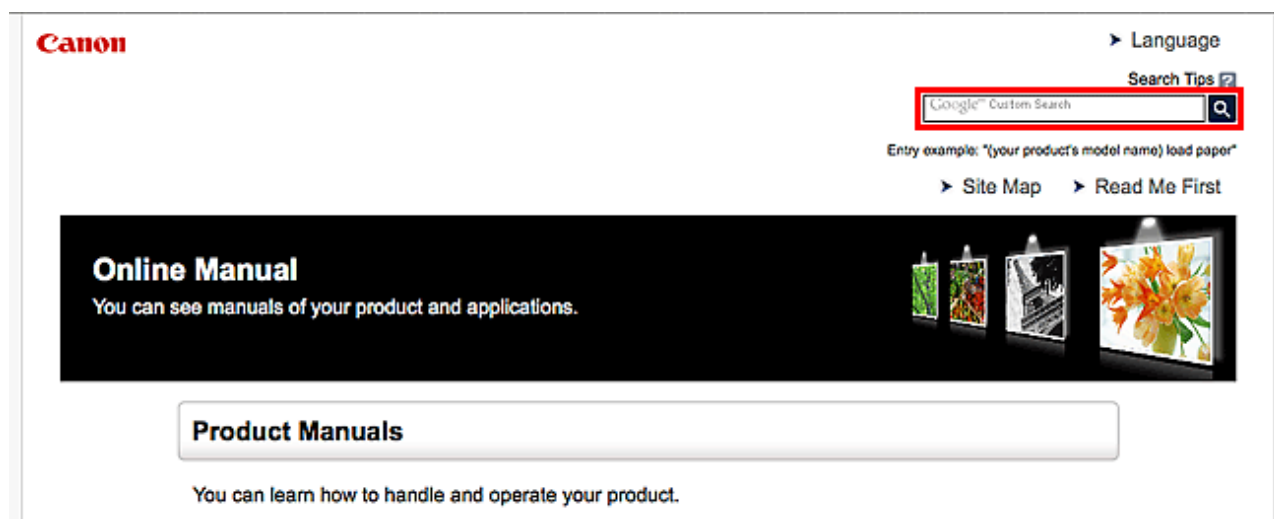 Canon
Language
Search Tips ?
Google™ Custom Search
Entry example: "(your product's model name) load paper"
Site Map Read Me First
Online Manual
You can see manuals of your product and applications.
Product Manuals
You can learn how to handle and operate your product.